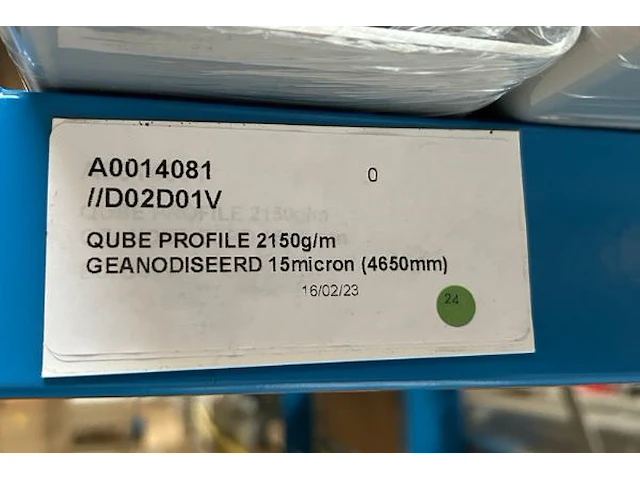 A0014081
0
//D02D01V
QUBE PROFILE 2150g/m
GEANODISEERD 15micron (4650mm)
16/02/23
24